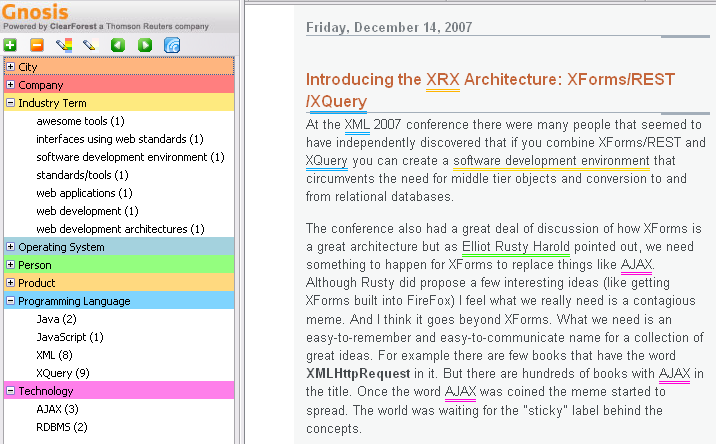 Gnosis
Powered by ClearForest a Thomson Reuters company
City
Company
Industry Term
awesome tools (1)
interfaces using web standards (1)
software development environment (1)
standards/tools (1)
web applications (1)
web development (1)
web development architectures (1)
Operating System
Person
Product
Programming Language
Java (2)
JavaScript (1)
XML (8)
XQuery (9)
Technology
AJAX (3)
RDBMS (2)
Friday, December 14, 2007
Introducing the XRX Architecture: XForms/REST
/XQuery
At the XML 2007 conference there were many people that seemed to
have independently discovered that if you combine XForms/REST and
XQuery you can create a software development environment that
circumvents the need for middle tier objects and conversion to and
from relational databases.
The conference also had a great deal of discussion of how XForms is
a great architecture but as Elliot Rusty Harold pointed out, we need
something to happen for XForms to replace things like AJAX.
Although Rusty did propose a few interesting ideas (like getting
XForms built into FireFox) I feel what we really need is a contagious
meme. And I think it goes beyond XForms. What we need is an
easy-to-remember and easy-to-communicate name for a collection of
great ideas. For example there are few books that have the word
XMLHttpRequest in it. But there are hundreds of books with AJAX in
the title. Once the word AJAX was coined the meme started to
spread. The world was waiting for the "sticky" label behind the
concepts.